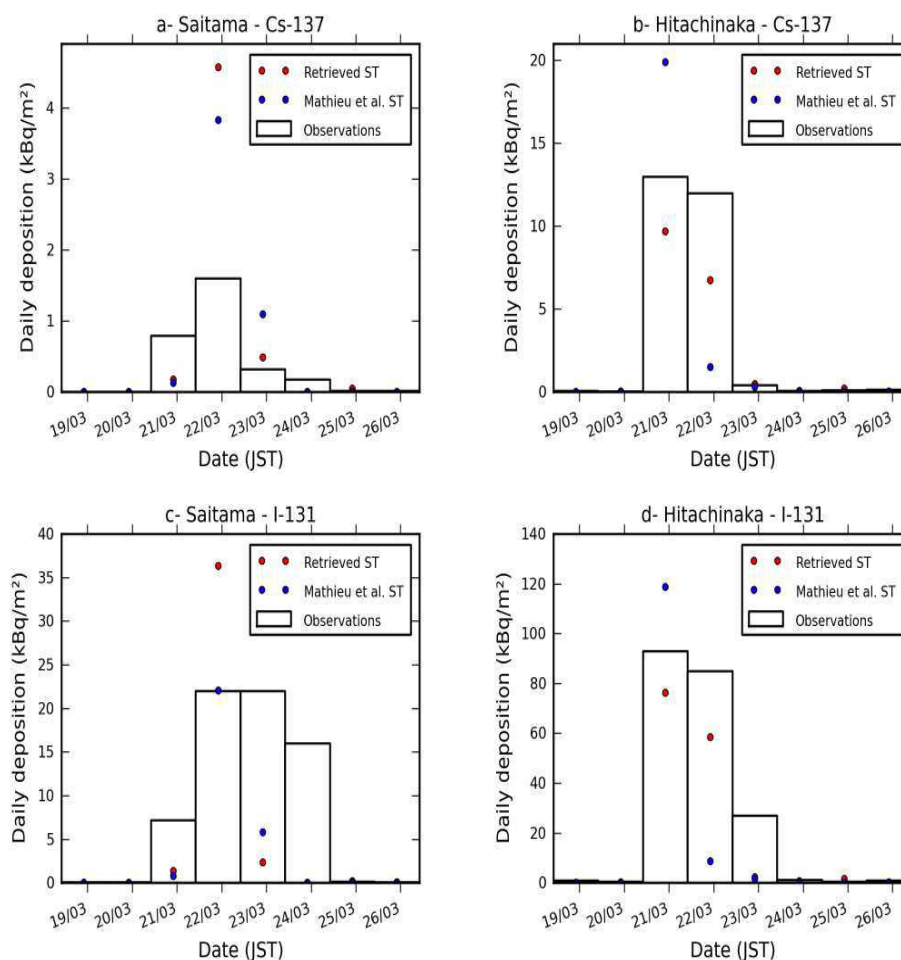 a- Saitama - Cs-137
Daily deposition (kBq/m²)
4
3
2
1
0
Retrieved ST
Mathieu et al. ST
Observations
19/03 20/03 21/03 22/03 23/03 24/03 25/03 26/03
Date (JST)
b- Hitachinaka - Cs-137
Daily deposition (kBq/m²)
20
15
10
5
0
Retrieved ST
Mathieu et al. ST
Observations
19/03 20/03 21/03 22/03 23/03 24/03 25/03 26/03
Date (JST)
c- Saitama - I-131
Daily deposition (kBq/m²)
40
35
30
25
20
15
10
5
0
Retrieved ST
Mathieu et al. ST
Observations
19/03 20/03 21/03 22/03 23/03 24/03 25/03 26/03
Date (JST)
d- Hitachinaka - I-131
Daily deposition (kBq/m²)
140
120
100
80
60
40
20
0
Retrieved ST
Mathieu et al. ST
Observations
19/03 20/03 21/03 22/03 23/03 24/03 25/03 26/03
Date (JST)